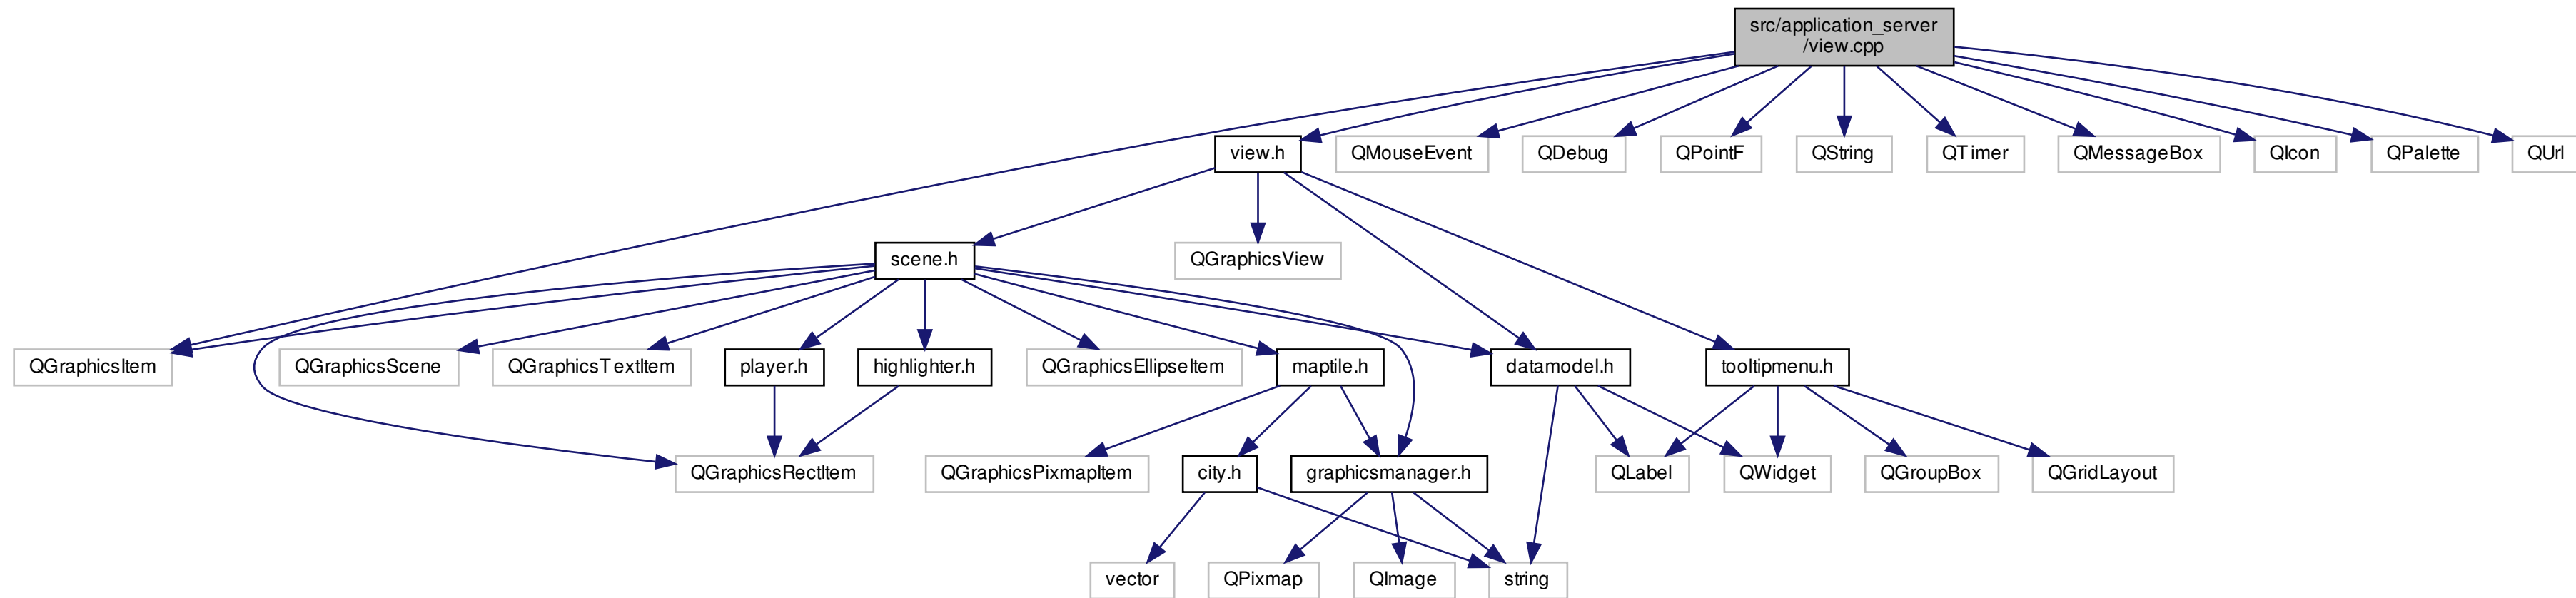 src/application_server
/view.cpp
view.h
QMouseEvent
QDebug
QPointF
QString
QTimer
QMessageBox
QIcon
QPalette
QUrl
scene.h
QGraphicsView
QGraphicsItem
QGraphicsScene
QGraphicsTextItem
player.h
highlighter.h
QGraphicsEllipseItem
maptile.h
datamodel.h
tooltipmenu.h
QGraphicsRectItem
QGraphicsPixmapItem
city.h
graphicsmanager.h
QLabel
QWidget
QGroupBox
QGridLayout
vector
QPixmap
QImage
string